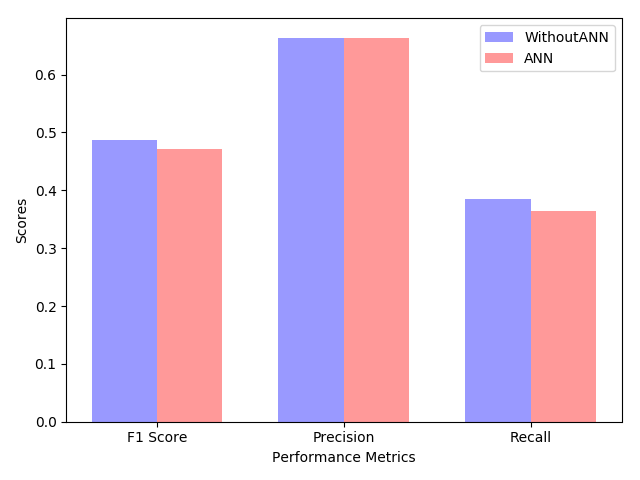 WithoutANN
ANN
Scores
0.6
0.5
0.4
0.3
0.2
0.1
0.0
F1 Score Precision Recall
Performance Metrics